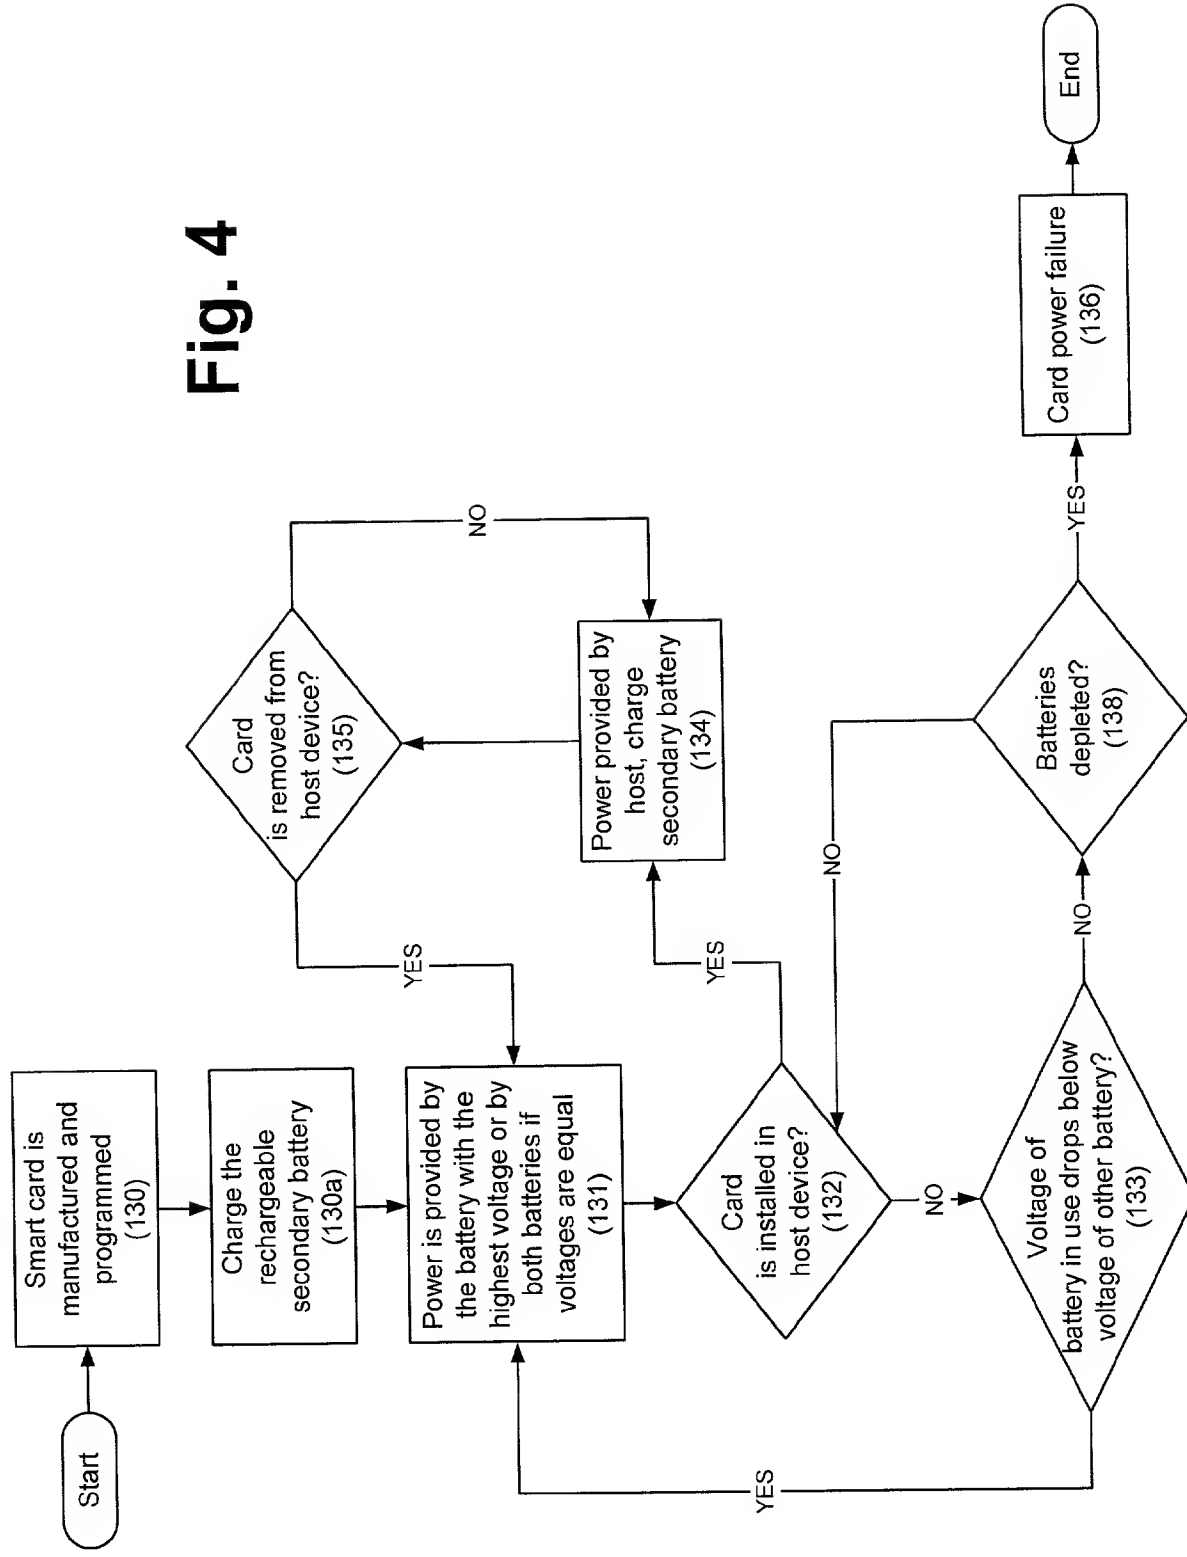 Fig. 4
Start
Smart card is
manufactured and
programmed
(130)
Charge the
rechargeable
secondary battery
(130a)
Power is provided by
the battery with the
highest voltage or by
both batteries if
voltages are equal
(131)
Card
is installed in
host device?
(132)
YES
NO
Power provided by
host, charge
secondary battery
(134)
Card
is removed from
host device?
(135)
YES
NO
Voltage of
battery in use drops below
voltage of other battery?
(133)
YES
NO
Batteries
depleted?
(138)
NO
YES
Card power failure
(136)
End